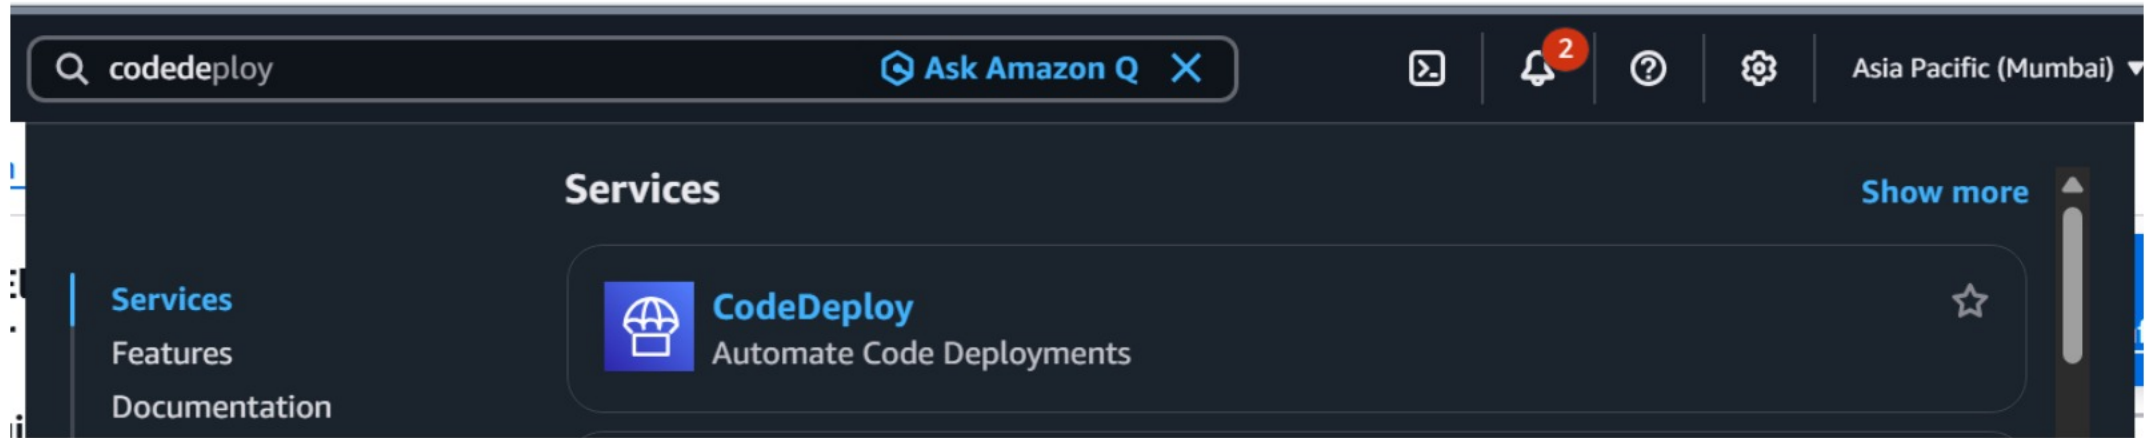 codedeploy
Ask Amazon Q
2
Asia Pacific (Mumbai)
Services
Show more
Services
Features
Documentation
CodeDeploy
Automate Code Deployments